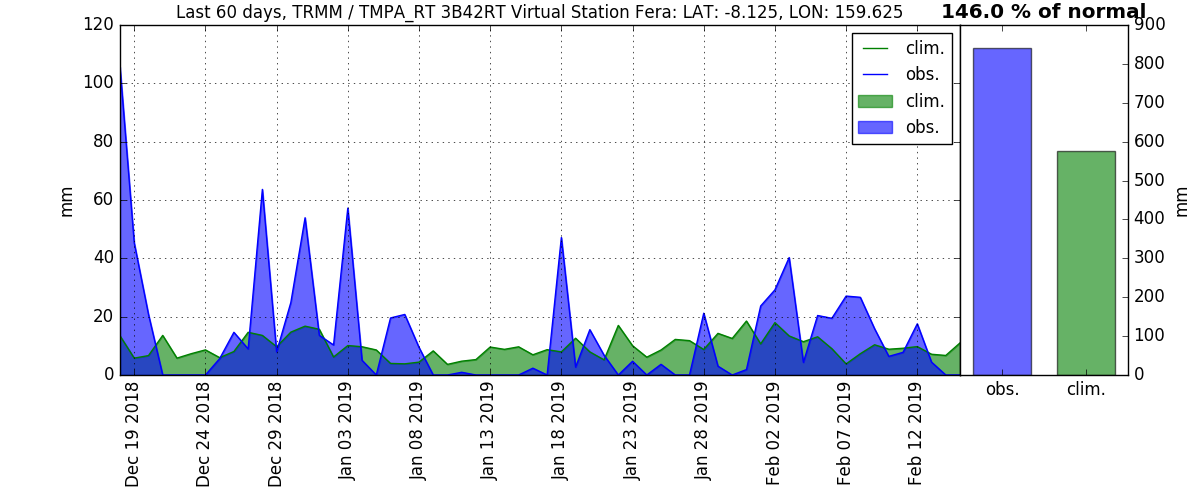 Last 60 days, TRMM / TMPA_RT 3B42RT Virtual Station Fera: LAT: -8.125, LON: 159.625
146.0 % of normal
120
100
80
60
40
20
0
mm
clim.
obs.
clim.
obs.
900
800
700
600
500
400
300
200
100
0
mm
Dec 19 2018
Dec 24 2018
Dec 29 2018
Jan 03 2019
Jan 08 2019
Jan 13 2019
Jan 18 2019
Jan 23 2019
Jan 28 2019
Feb 02 2019
Feb 07 2019
Feb 12 2019
obs.
clim.